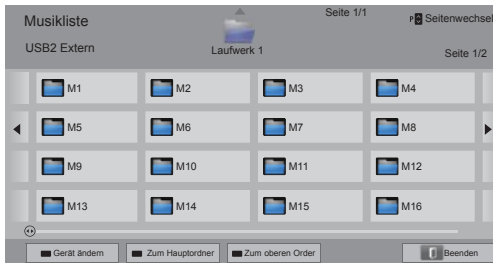 Musikliste
Seite 1/1
P Seitenwechsel
USB2 Extern
Laufwerk 1
Seite 1/2
M1 M2 M3 M4
M5 M6 M7 M8
M9 M10 M11 M12
M13 M14 M15 M16
Gerät ändern Zum Hauptordner Zum oberen Order Beenden